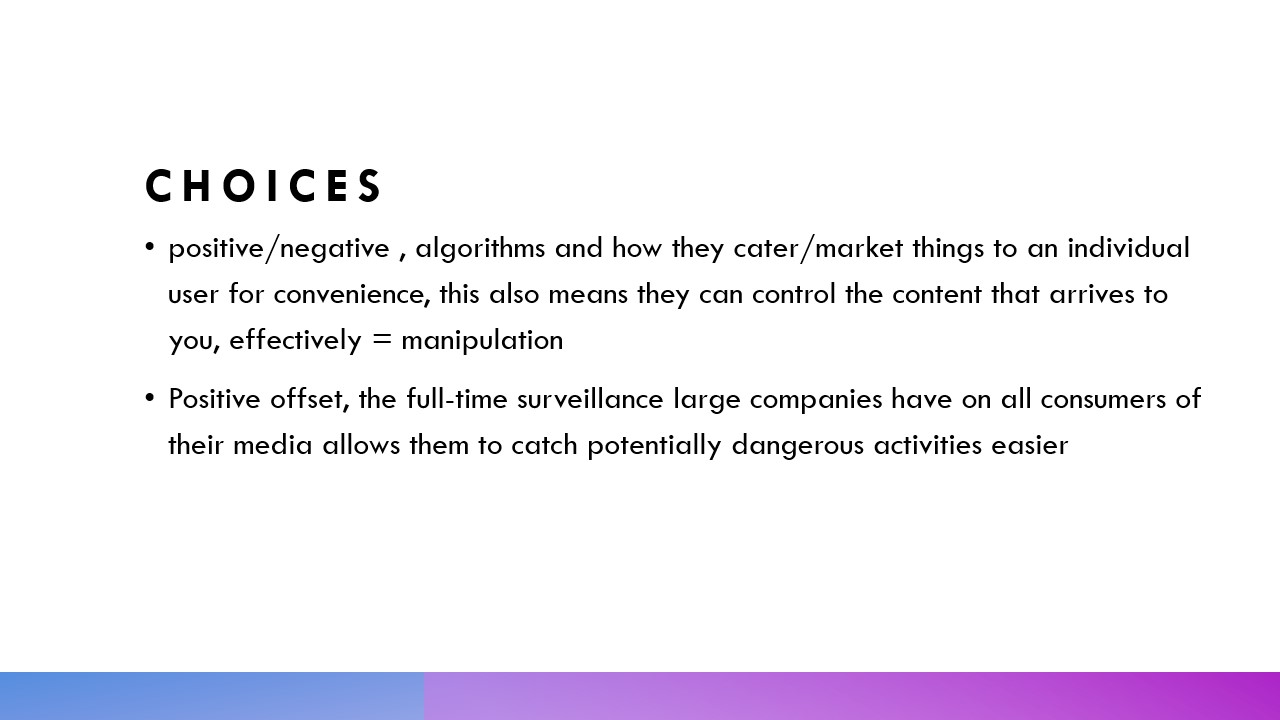 CHOICES
• positive/negative , algorithms and how they cater/market things to an individual
user for convenience, this also means they can control the content that arrives to
you, effectively = manipulation
• Positive offset, the full-time surveillance large companies have on all consumers of
their media allows them to catch potentially dangerous activities easier